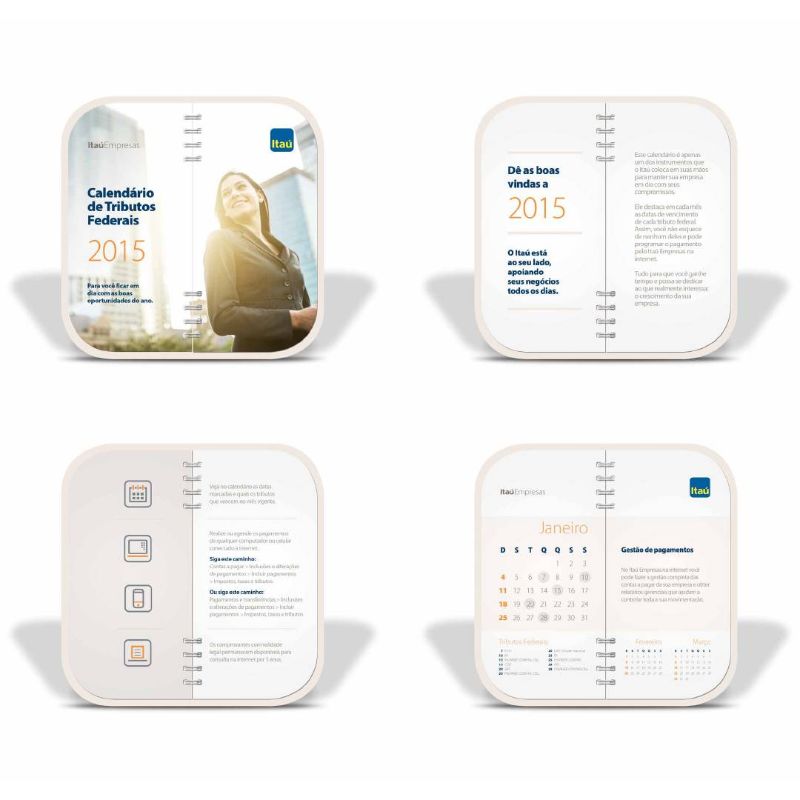 ItaúEmpresas
Itaú
Calendário
de Tributos
Federais
2015
Para você ficar em
dia com as boas
oportunidades do ano.
Dê as boas
vindas a
2015
O Itaú está
ao seu lado,
apoiando
seus negócios
todos os dias.
Este calendário é apenas
um dos instrumentos que
o Itaú coloca em suas mãos
para manter sua empresa
em dia com seus
compromissos.
Ele destaca em cada mês
as datas de vencimento
de cada tributo federal.
Assim, você não esquece
de nenhum deles e pode
programar o pagamento
pelo Itaú Empresas na
internet.
Tudo para que você ganhe
tempo e possa se dedicar
ao que realmente interessa:
o crescimento da sua
empresa.
Veja no calendário as datas
marcadas e quais os tributos
que vencem no mês vigente.
Realize ou agende os pagamentos
de qualquer computador ou celular
conectado à internet.
Siga este caminho:
Contas a pagar > Inclusões e alterações
de pagamentos > Incluir pagamentos
> Impostos, taxas e tributos
Ou siga este caminho:
Pagamentos e transferências > Inclusões
e alterações de pagamentos > Incluir
pagamentos > Impostos, taxas e tributos
Os comprovantes com validade
legal permanecem disponíveis para
consulta na internet por 5 anos.
ItaúEmpresas
Itaú
Janeiro
D S T Q Q S S
1 2 3
4 5 6 7 8 9 10
11 12 13 14 15 16 17
18 19 20 21 22 23 24
25 26 27 28 29 30 31
Gestão de pagamentos
No Itaú Empresas na internet você
pode fazer a gestão completa das
contas a pagar da sua empresa e obter
relatórios gerenciais que ajudam a
controlar toda a sua movimentação.
Tributos Federais
Fevereiro
Março